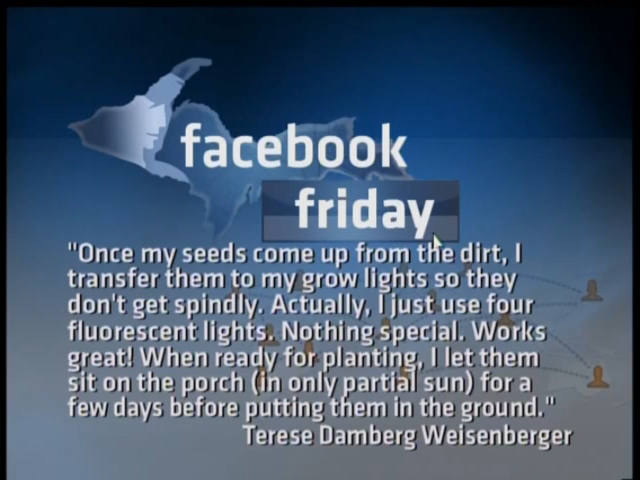 facebook
friday
"Once my seeds come up from the dirt, I
transfer them to my grow lights so they
don't get spindly. Actually, I just use four
fluorescent lights. Nothing special. Works
great! When ready for planting, I let them
sit on the porch (in only partial sun) for a
few days before putting them in the ground."
Terese Damberg Weisenberger